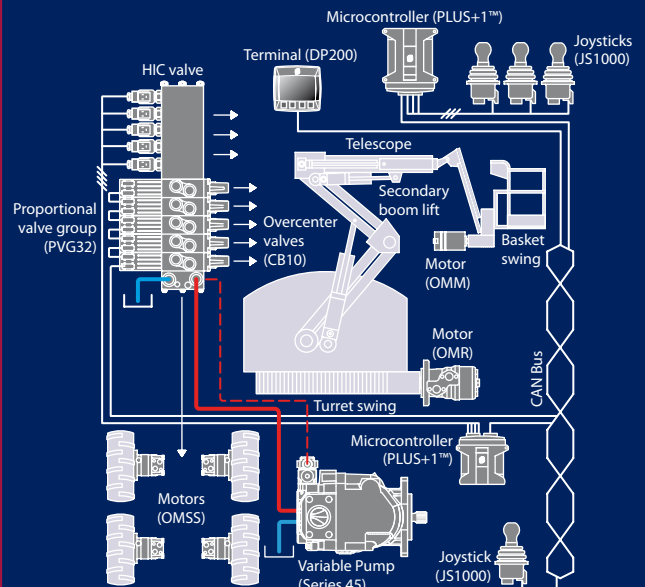 Microcontroller (PLUS+1™)
Joysticks
(JS1000)
Terminal (DP200)
HIC valve
Telescope
Secondary
boom lift
Proportional
valve group
(PVG32)
Overcenter
valves
(CB10)
Motor
(OMM)
Basket
swing
Motor
(OMR)
CAN Bus
Turret swing
Microcontroller
(PLUS+1™)
Motors
(OMSS)
Variable Pump
(Series 45)
Joystick
(JS1000)